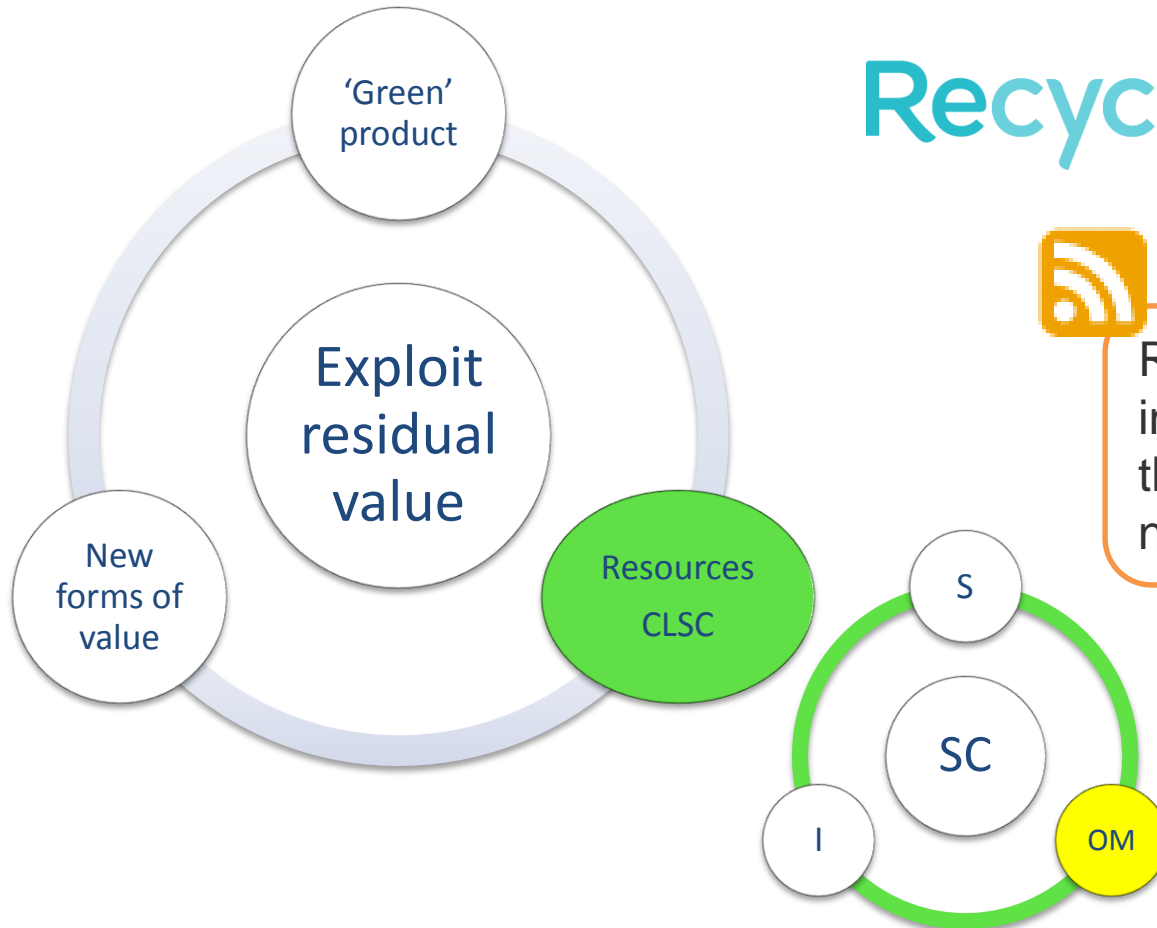 ‘Green’
product
Recyc
Exploit
residual
value
New
forms of
value
Resources
CLSC
S
SC
I
OM